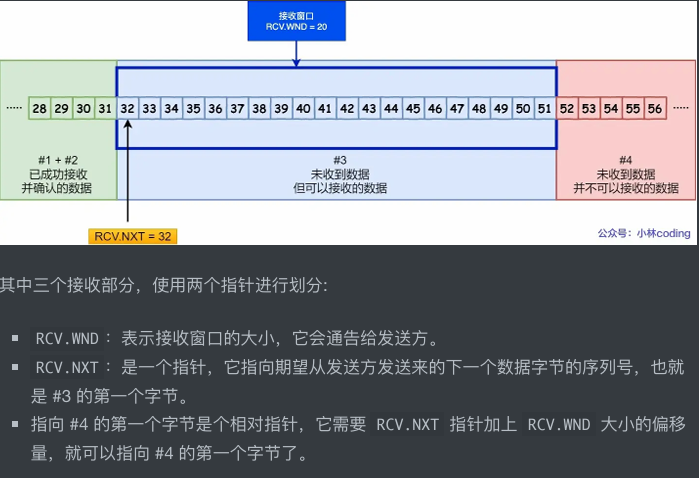 接收窗口
RCV.WND = 20
..... 28 29 30 31 32 33 34 35 36 37 38 39 40 41 42 43 44 45 46 47 48 49 50 51 52 53 54 55 56 .....
#1 + #2
已成功接收
并确认的数据
#3
未收到数据
但可以接收的数据
#4
未收到数据
并不可以接收的数据
RCV.NXT = 32
公众号：小林coding
其中三个接收部分，使用两个指针进行划分:
RCV.WND：表示接收窗口的大小，它会通告给发送方。
RCV.NXT：是一个指针，它指向期望从发送方发送来的下一个数据字节的序列号，也就
是 #3 的第一个字节。
指向 #4 的第一个字节是个相对指针，它需要 RCV.NXT 指针加上 RCV.WND 大小的偏移
量，就可以指向 #4 的第一个字节了。